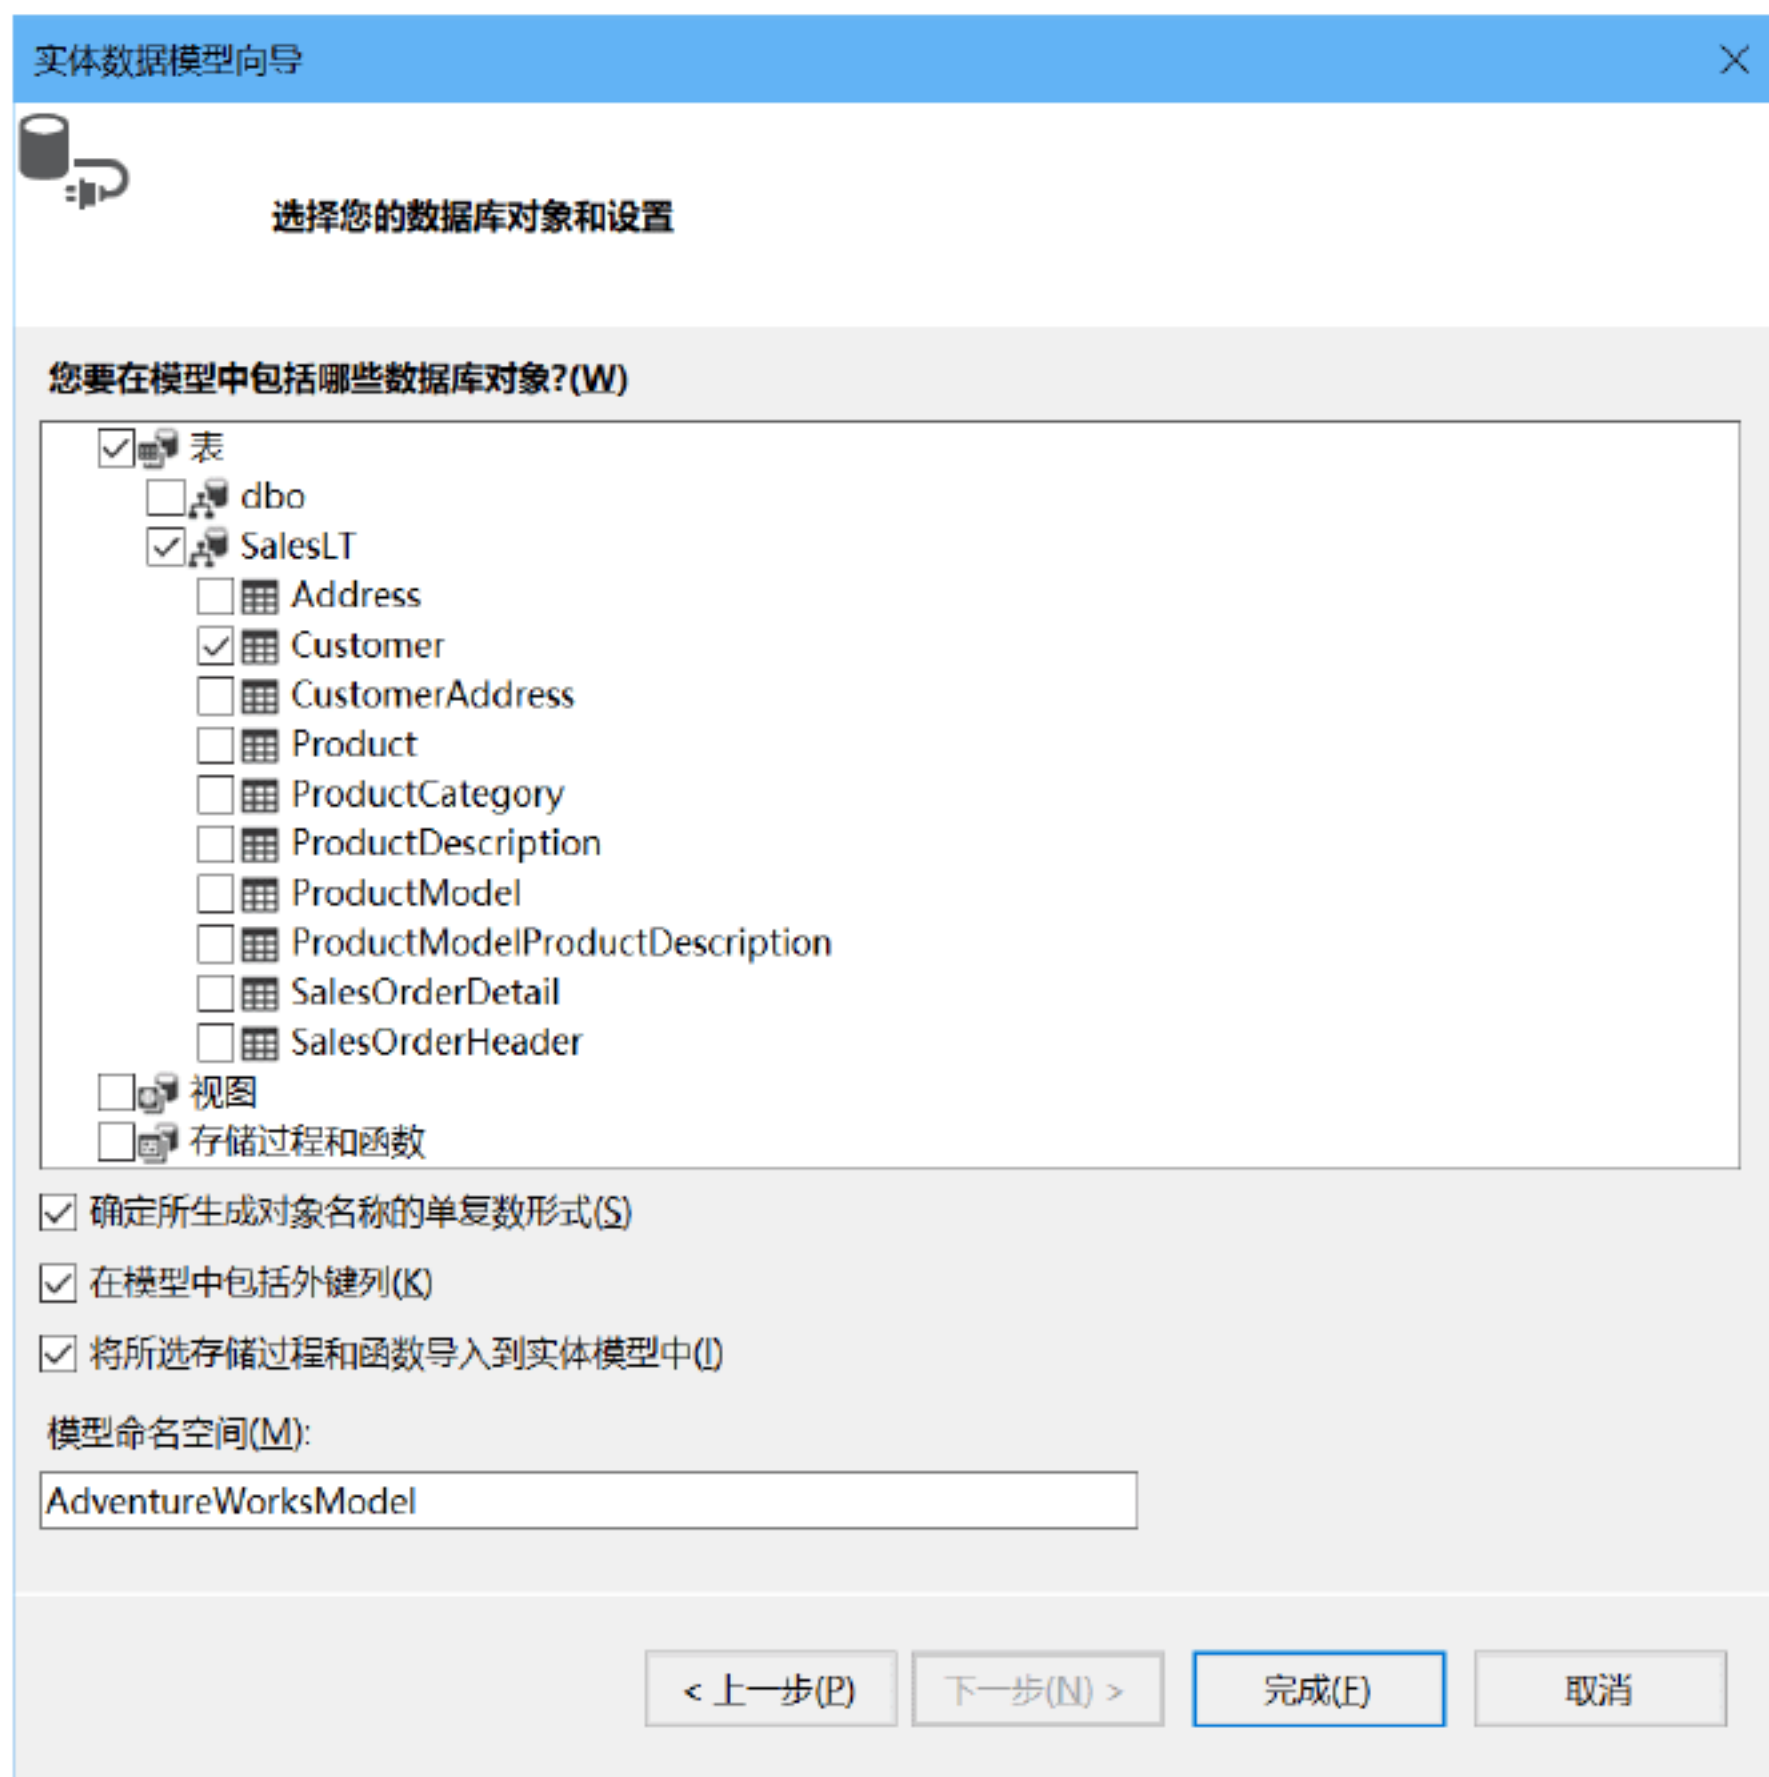 实体数据模型向导
选择您的数据库对象和设置
您要在模型中包括哪些数据库对象?(W)
表
dbo
SalesLT
Address
Customer
CustomerAddress
Product
ProductCategory
ProductDescription
ProductModel
ProductModelProductDescription
SalesOrderDetail
SalesOrderHeader
视图
存储过程和函数
确定所生成对象名称的单复数形式(S)
在模型中包括外键列(K)
将所选存储过程和函数导入到实体模型中(I)
模型命名空间(M):
AdventureWorksModel
< 上一步(P) 下一步(N) > 完成(F) 取消